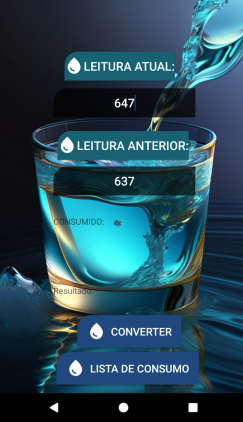 LEITURA ATUAL:
647
LEITURA ANTERIOR:
637
CONSUMIDO:
Resultado:
CONVERTER
LISTA DE CONSUMO